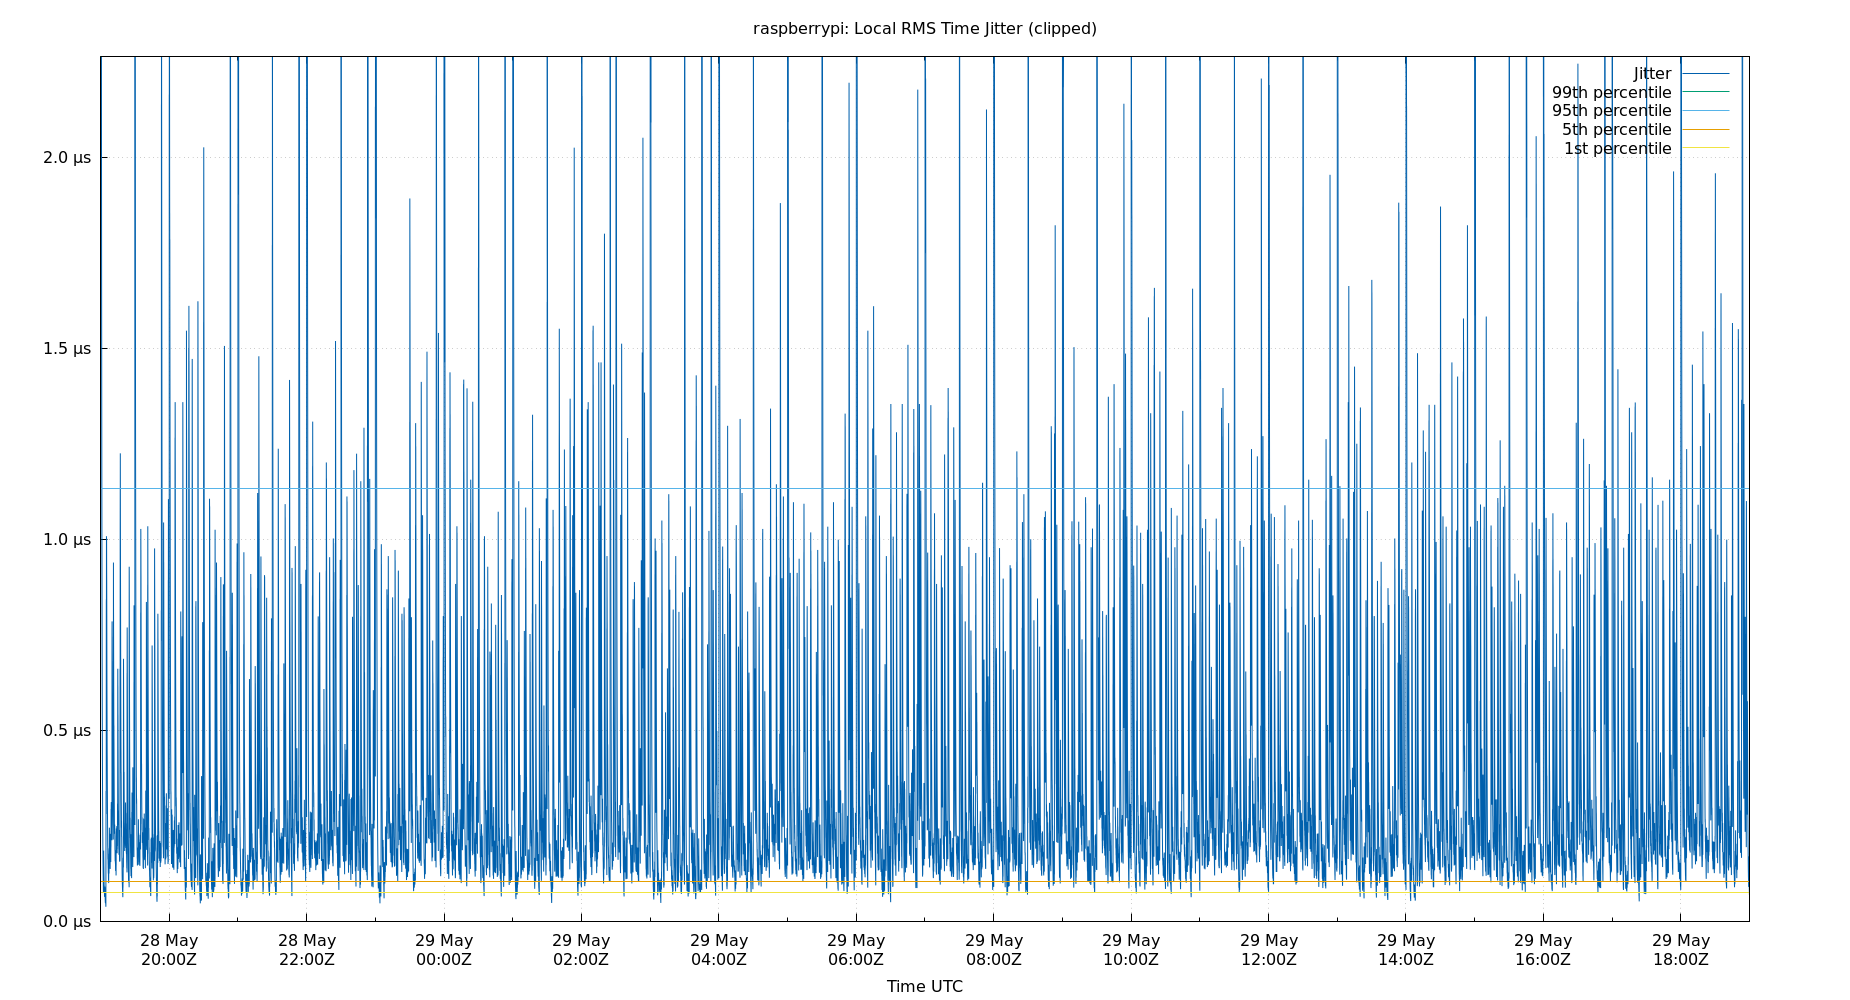 raspberrypi: Local RMS Time Jitter (clipped)
Jitter
99th percentile
95th percentile
5th percentile
1st percentile
2.0 µs
1.5 µs
1.0 µs
0.5 µs
0.0 µs
28 May 28 May 29 May 29 May 29 May 29 May 29 May 29 May 29 May 29 May 29 May 29 May
20:00Z 22:00Z 00:00Z 02:00Z 04:00Z 06:00Z 08:00Z 10:00Z 12:00Z 14:00Z 16:00Z 18:00Z
Time UTC